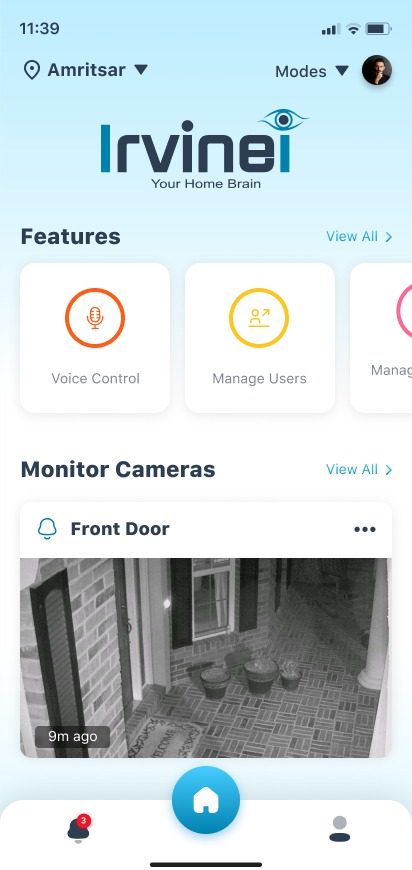 11:39
Amritsar
Modes
Irvinei
Your Home Brain
Features
View All
Voice Control
Manage Users
Manag
Monitor Cameras
View All
Front Door
9m ago
3